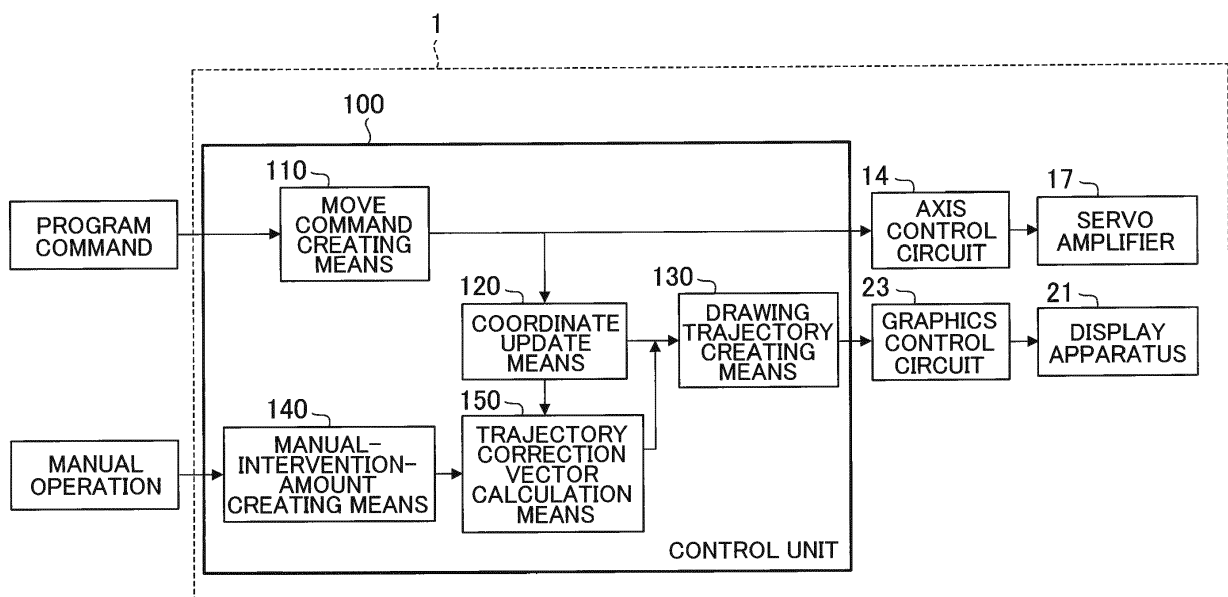 1
100
110
MOVE
COMMAND
CREATING
MEANS
PROGRAM
COMMAND
14
AXIS
CONTROL
CIRCUIT
17
SERVO
AMPLIFIER
120
COORDINATE
UPDATE
MEANS
130
DRAWING
TRAJECTORY
CREATING
MEANS
23
GRAPHICS
CONTROL
CIRCUIT
21
DISPLAY
APPARATUS
140
MANUAL-
INTERVENTION-
AMOUNT
CREATING MEANS
150
TRAJECTORY
CORRECTION
VECTOR
CALCULATION
MEANS
MANUAL
OPERATION
CONTROL UNIT